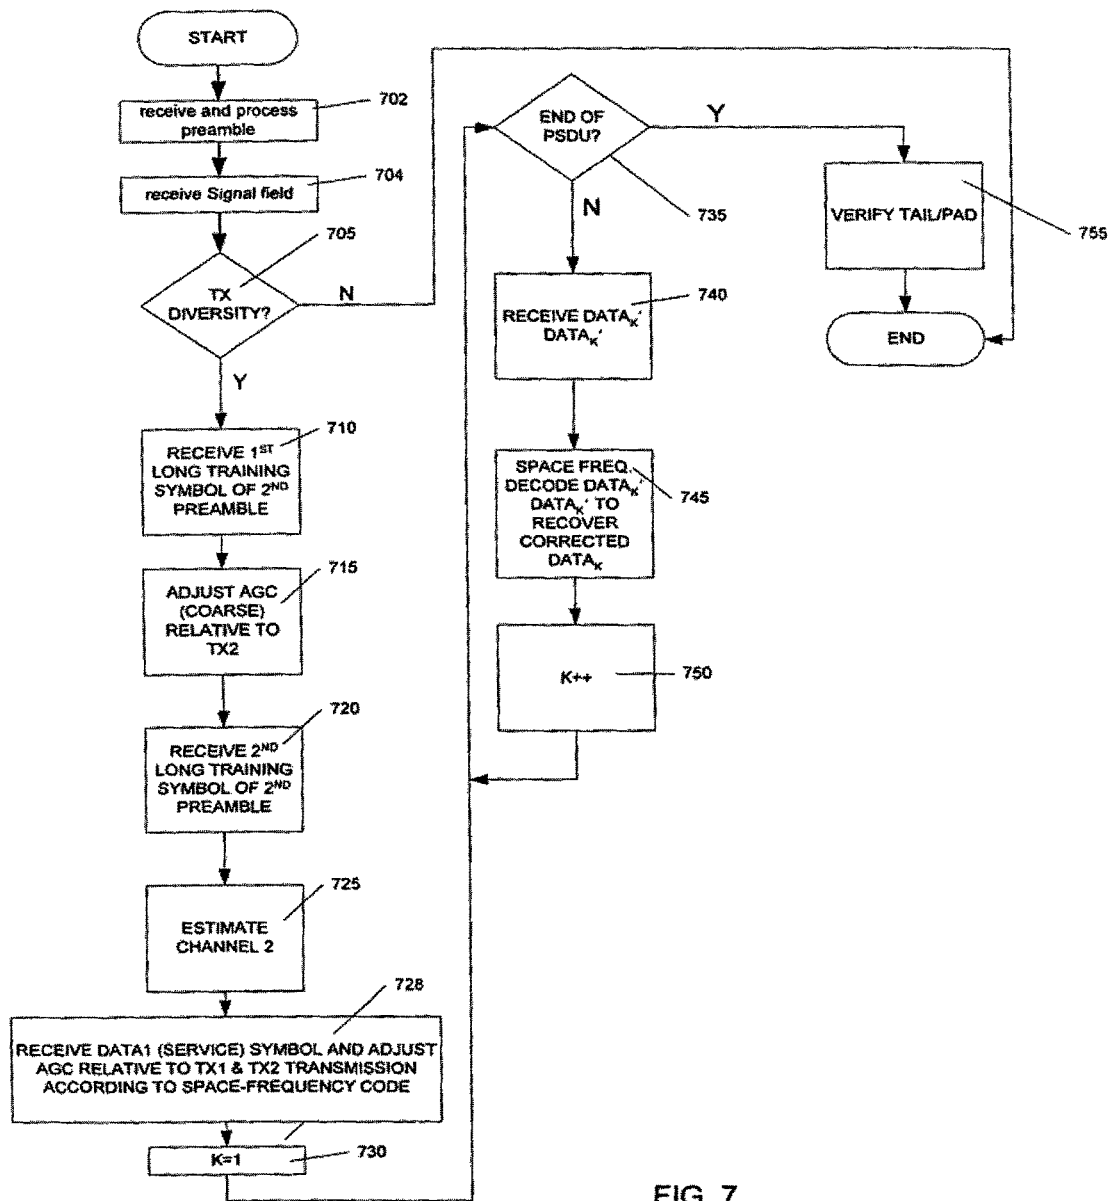 START
receive and process
preamble
702
receive Signal field
704
705
TX
DIVERSITY?
N
Y
RECEIVE 1ST
LONG TRAINING
SYMBOL OF 2ND
PREAMBLE
710
ADJUST AGC
(COARSE)
RELATIVE TO
TX2
715
RECEIVE 2ND
LONG TRAINING
SYMBOL OF 2ND
PREAMBLE
720
ESTIMATE
CHANNEL 2
725
728
RECEIVE DATA1 (SERVICE) SYMBOL AND ADJUST
AGC RELATIVE TO TX1 & TX2 TRANSMISSION
ACCORDING TO SPACE-FREQUENCY CODE
K=1
730
END OF
PSDU?
Y
735
N
RECEIVE DATAK'
DATAK'
740
SPACE FREQ.
DECODE DATAK'
DATAK' TO
RECOVER
CORRECTED
DATAK
745
K++
750
VERIFY TAIL/PAD
755
END
FIG. 7